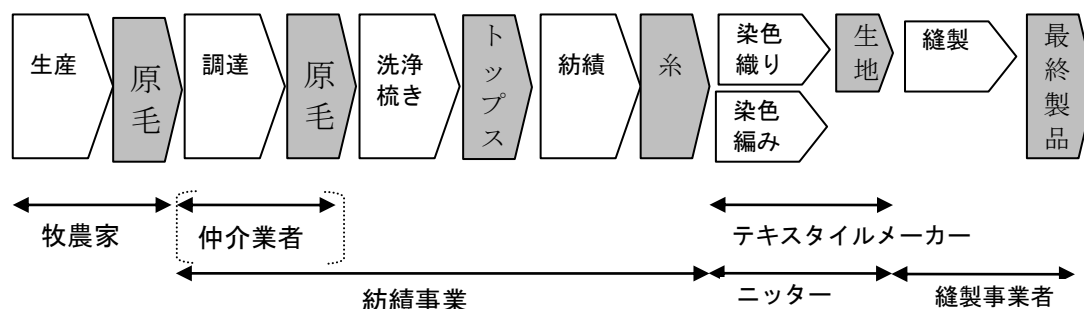 生産
原毛
調達
原毛
洗浄
梳き
トップス
紡績
糸
染色
織り
染色
編み
生地
縫製
最終製品
牧農家
仲介業者
テキスタイルメーカー
紡績事業
ニッター
縫製事業者